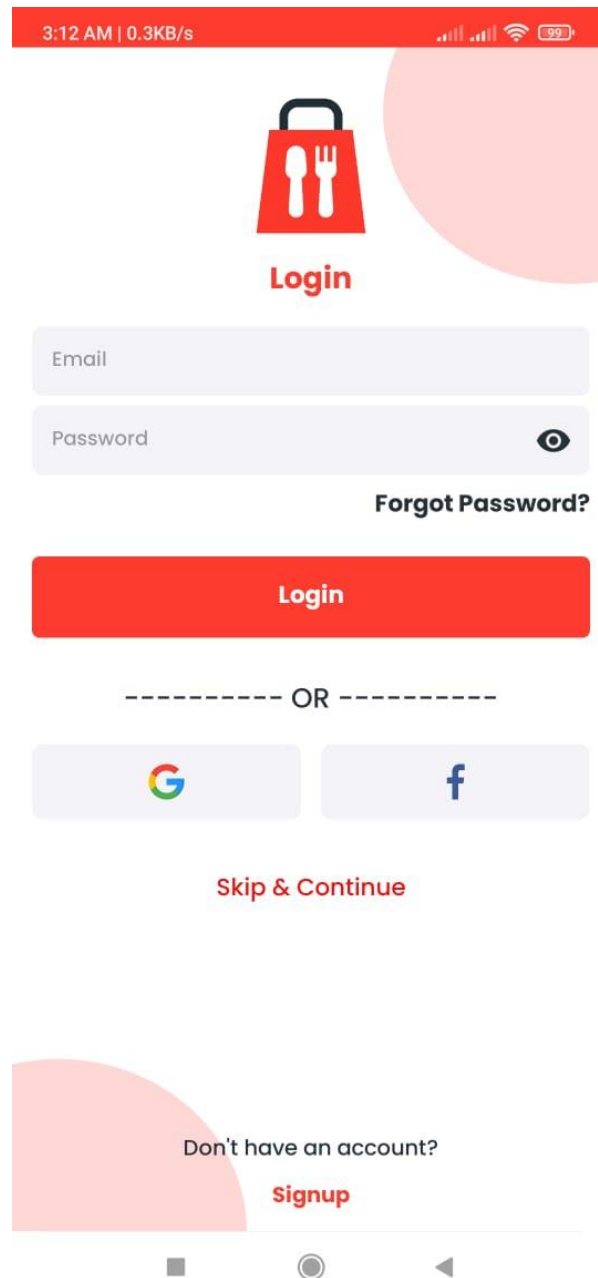 3:12 AM | 0.3KB/s
99
Login
Email
Password
Forgot Password?
Login
---------- OR ----------
G
f
Skip & Continue
Don't have an account?
Signup